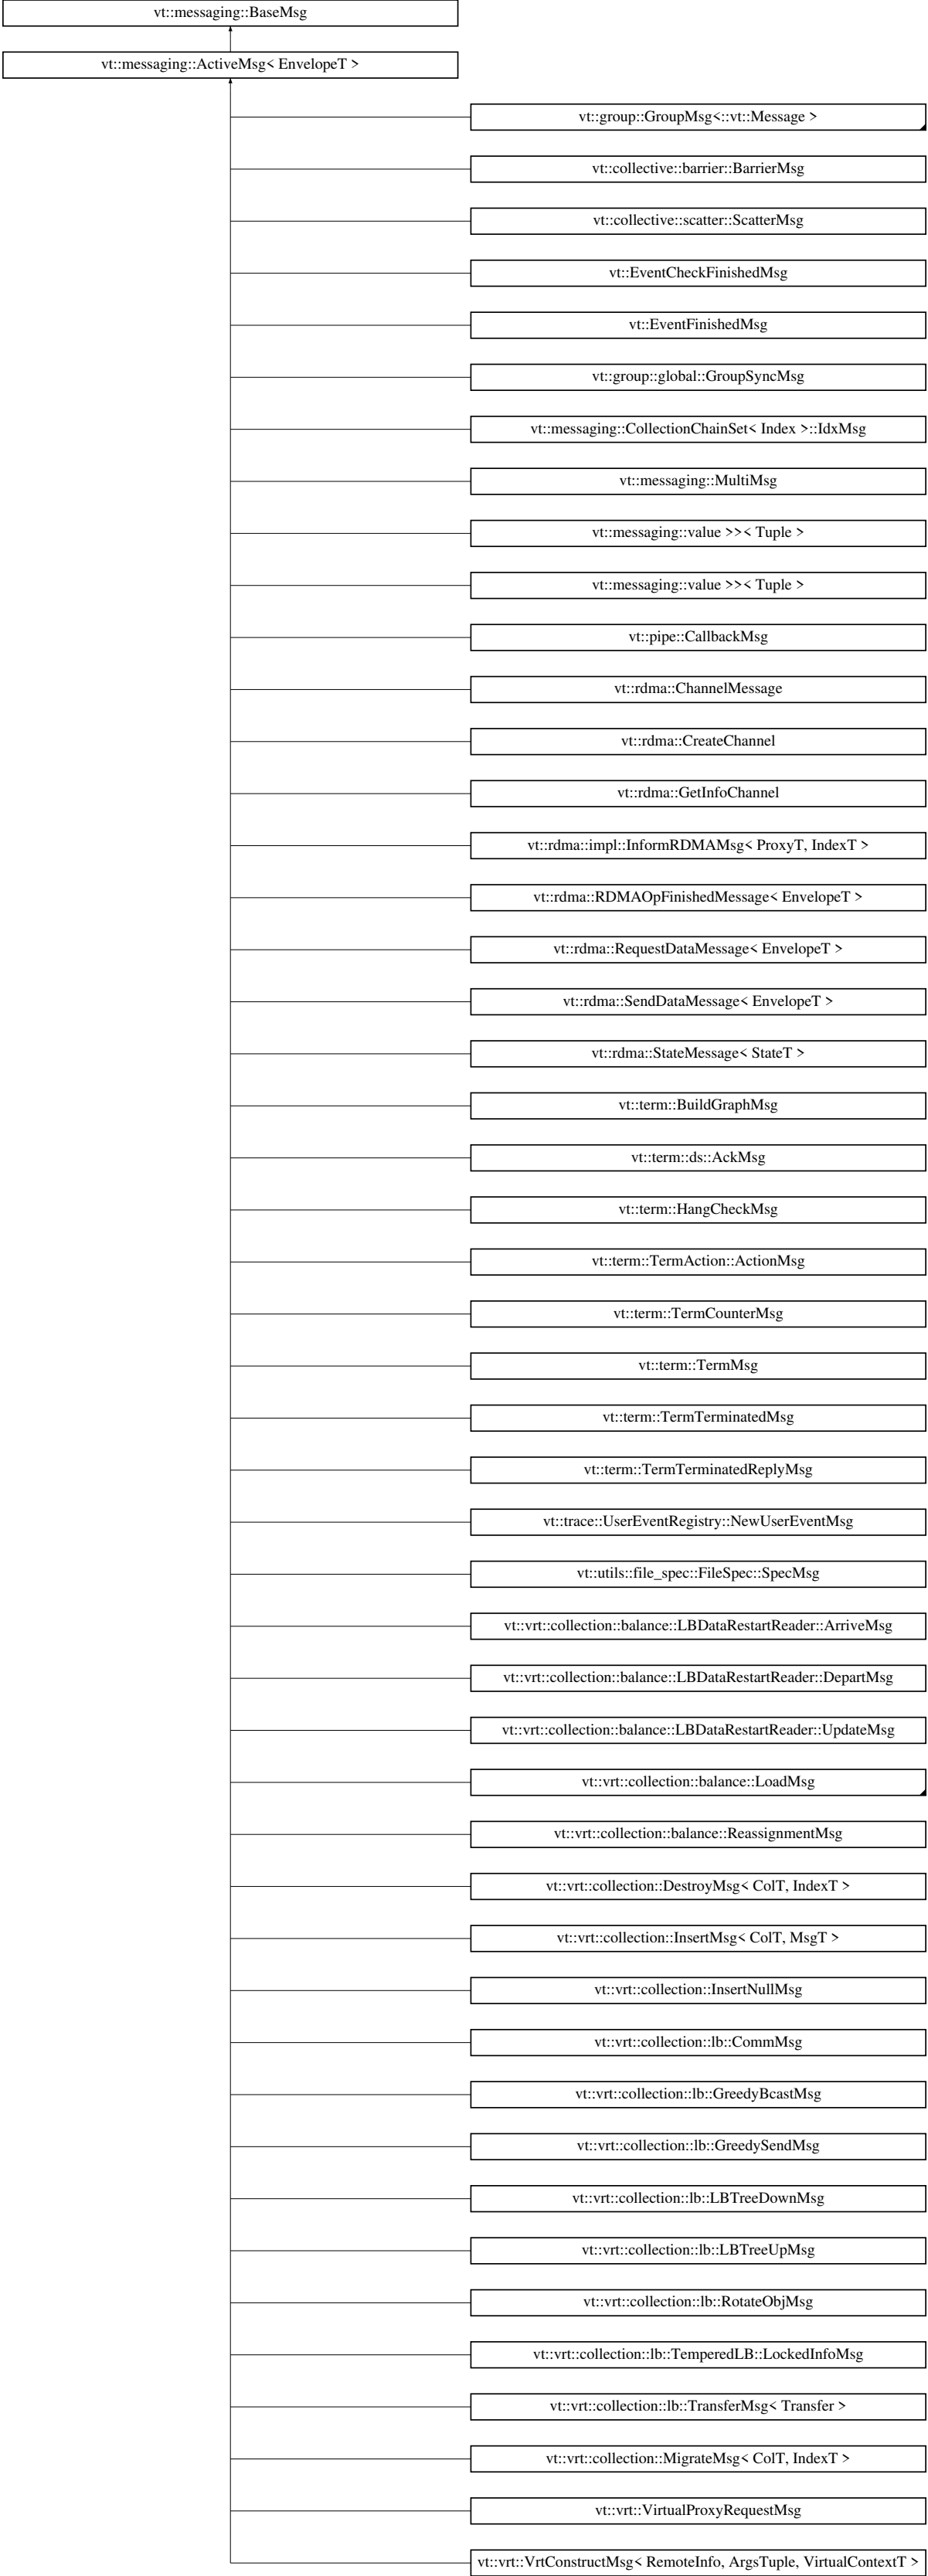 vt::messaging::BaseMsg
vt::messaging::ActiveMsg< EnvelopeT >
vt::group::GroupMsg<::vt::Message >
vt::collective::barrier::BarrierMsg
vt::collective::scatter::ScatterMsg
vt::EventCheckFinishedMsg
vt::EventFinishedMsg
vt::group::global::GroupSyncMsg
vt::messaging::CollectionChainSet< Index >::IdxMsg
vt::messaging::MultiMsg
vt::messaging::value >>< Tuple >
vt::messaging::value >>< Tuple >
vt::pipe::CallbackMsg
vt::rdma::ChannelMessage
vt::rdma::CreateChannel
vt::rdma::GetInfoChannel
vt::rdma::impl::InformRDMAMsg< ProxyT, IndexT >
vt::rdma::RDMAOpFinishedMessage< EnvelopeT >
vt::rdma::RequestDataMessage< EnvelopeT >
vt::rdma::SendDataMessage< EnvelopeT >
vt::rdma::StateMessage< StateT >
vt::term::BuildGraphMsg
vt::term::ds::AckMsg
vt::term::HangCheckMsg
vt::term::TermAction::ActionMsg
vt::term::TermCounterMsg
vt::term::TermMsg
vt::term::TermTerminatedMsg
vt::term::TermTerminatedReplyMsg
vt::trace::UserEventRegistry::NewUserEventMsg
vt::utils::file_spec::FileSpec::SpecMsg
vt::vrt::collection::balance::LBDataRestartReader::ArriveMsg
vt::vrt::collection::balance::LBDataRestartReader::DepartMsg
vt::vrt::collection::balance::LBDataRestartReader::UpdateMsg
vt::vrt::collection::balance::LoadMsg
vt::vrt::collection::balance::ReassignmentMsg
vt::vrt::collection::DestroyMsg< ColT, IndexT >
vt::vrt::collection::InsertMsg< ColT, MsgT >
vt::vrt::collection::InsertNullMsg
vt::vrt::collection::lb::CommMsg
vt::vrt::collection::lb::GreedyBcastMsg
vt::vrt::collection::lb::GreedySendMsg
vt::vrt::collection::lb::LBTreeDownMsg
vt::vrt::collection::lb::LBTreeUpMsg
vt::vrt::collection::lb::RotateObjMsg
vt::vrt::collection::lb::TemperedLB::LockedInfoMsg
vt::vrt::collection::lb::TransferMsg< Transfer >
vt::vrt::collection::MigrateMsg< ColT, IndexT >
vt::vrt::VirtualProxyRequestMsg
vt::vrt::VrtConstructMsg< RemoteInfo, ArgsTuple, VirtualContextT >